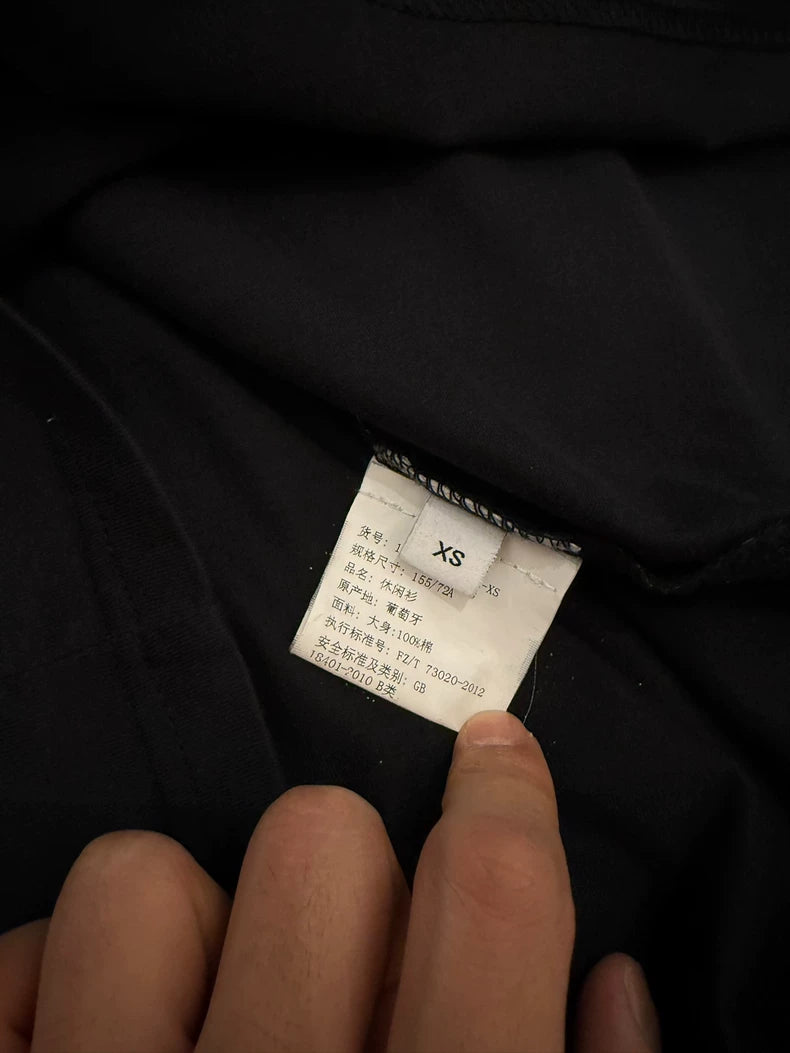 XS
货号: 1
-XS
规格尺寸: 155/72A
品名: 休闲衫
原产地: 葡萄牙
面料: 大身:100%棉
执行标准号: FZ/T 73020-2012
安全标准及类别: GB
18401-2010 B类